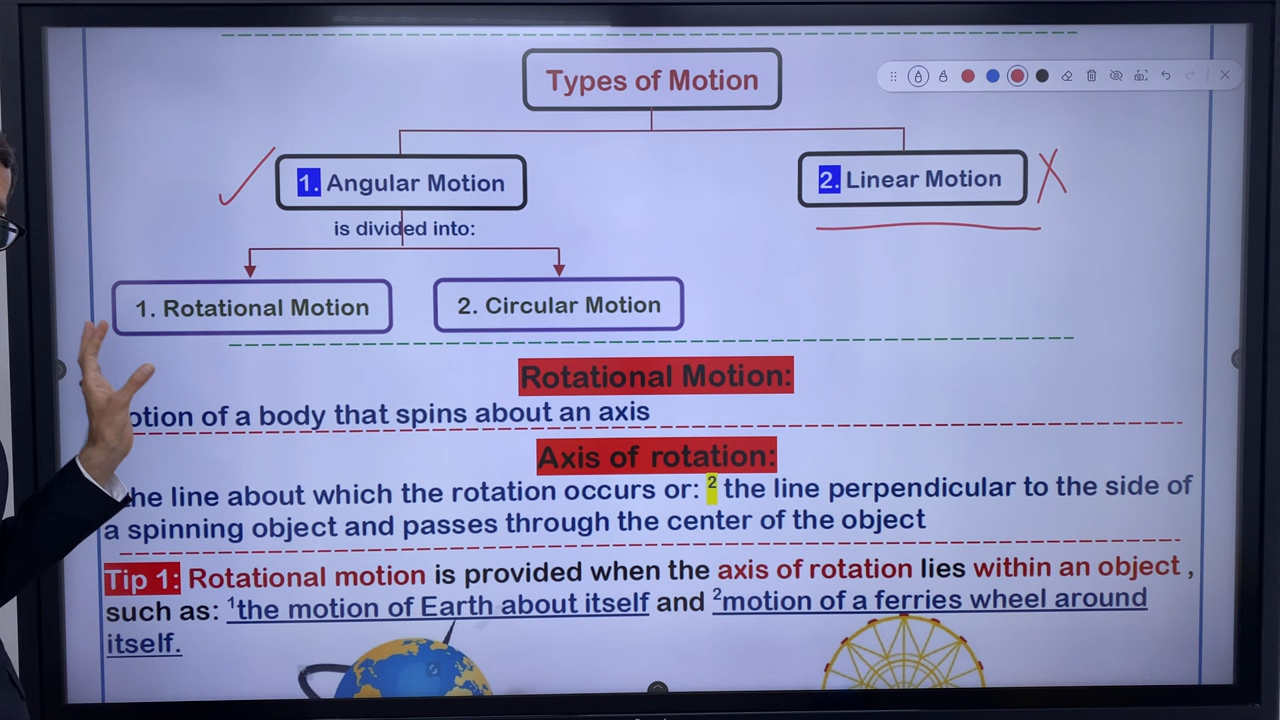 Types of Motion
1. Angular Motion
2. Linear Motion
is divided into:
1. Rotational Motion
2. Circular Motion
Rotational Motion:
otion of a body that spins about an axis
Axis of rotation:
he line about which the rotation occurs or: ² the line perpendicular to the side of
a spinning object and passes through the center of the object
Tip 1: Rotational motion is provided when the axis of rotation lies within an object ,
such as: ¹the motion of Earth about itself and ²motion of a ferries wheel around
itself.